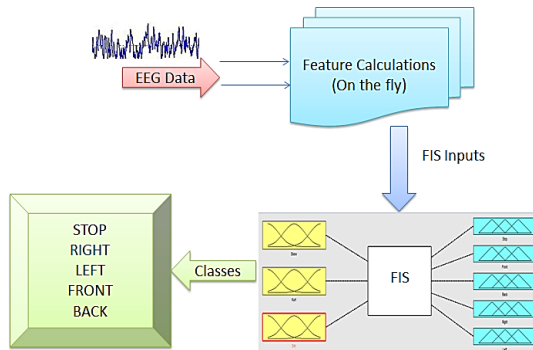 EEG Data
Feature Calculations
(On the fly)
FIS Inputs
STOP
RIGHT
LEFT
FRONT
BACK
Classes
FIS